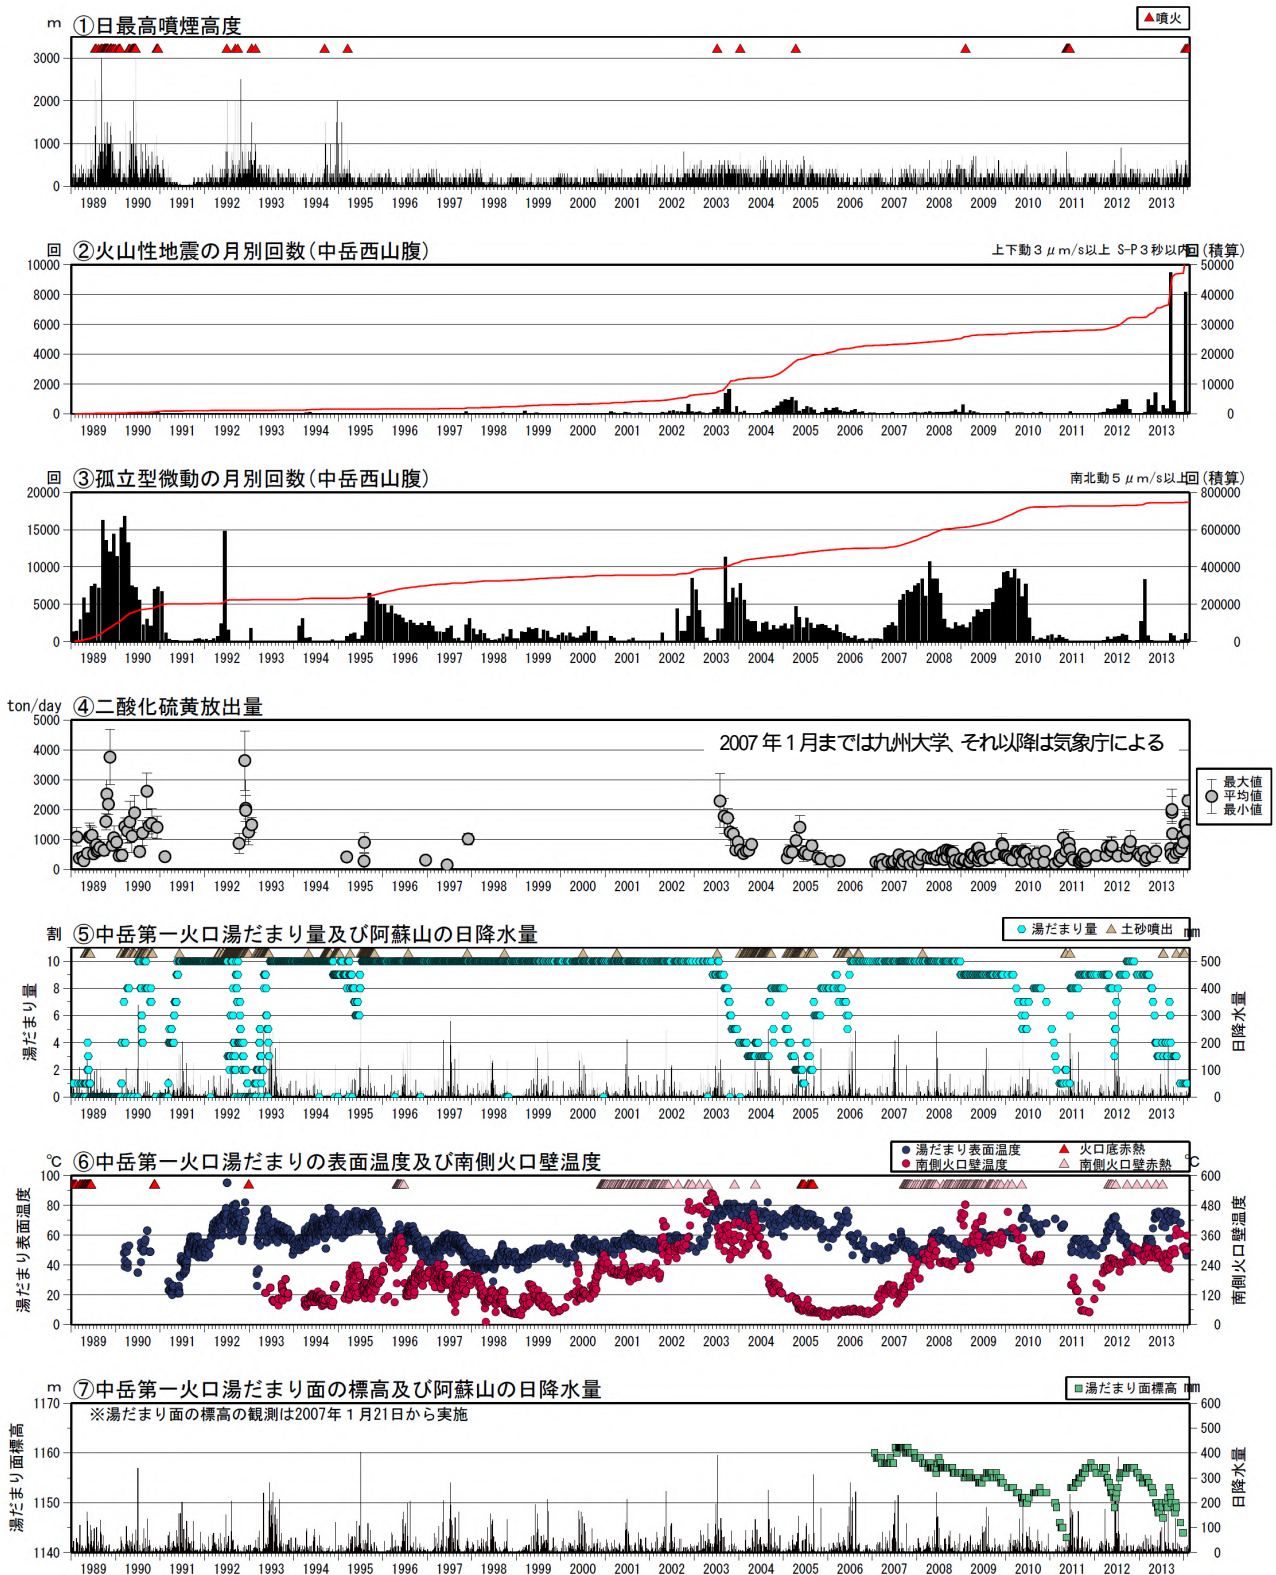 m ①日最高噴煙高度 ▲噴火
3000
2000
1000
0
1989 1990 1991 1992 1993 1994 1995 1996 1997 1998 1999 2000 2001 2002 2003 2004 2005 2006 2007 2008 2009 2010 2011 2012 2013
回 ②火山性地震の月別回数(中岳西山腹) 上下動3μm/s以上 S-P3秒以内 回(積算)
10000 50000
8000 40000
6000 30000
4000 20000
2000 10000
0 0
1989 1990 1991 1992 1993 1994 1995 1996 1997 1998 1999 2000 2001 2002 2003 2004 2005 2006 2007 2008 2009 2010 2011 2012 2013
回 ③孤立型微動の月別回数(中岳西山腹) 南北動5μm/s以上 回(積算)
20000 800000
15000 600000
10000 400000
5000 200000
0 0
1989 1990 1991 1992 1993 1994 1995 1996 1997 1998 1999 2000 2001 2002 2003 2004 2005 2006 2007 2008 2009 2010 2011 2012 2013
ton/day ④二酸化硫黄放出量
5000
4000
3000
2000
1000
0
2007年1月までは九州大学、それ以降は気象庁による
最大値
平均値
最小値
1989 1990 1991 1992 1993 1994 1995 1996 1997 1998 1999 2000 2001 2002 2003 2004 2005 2006 2007 2008 2009 2010 2011 2012 2013
割 ⑤中岳第一火口湯だまり量及び阿蘇山の日降水量 湯だまり量 土砂噴出 mm
湯だまり量
日降水量
10 500
8 400
6 300
4 200
2 100
0 0
1989 1990 1991 1992 1993 1994 1995 1996 1997 1998 1999 2000 2001 2002 2003 2004 2005 2006 2007 2008 2009 2010 2011 2012 2013
℃ ⑥中岳第一火口湯だまりの表面温度及び南側火口壁温度 ℃
湯だまり表面温度 火口底赤熱
南側火口壁温度 南側火口壁赤熱
湯だまり表面温度
南側火口壁温度
100 600
80 480
60 360
40 240
20 120
0 0
1989 1990 1991 1992 1993 1994 1995 1996 1997 1998 1999 2000 2001 2002 2003 2004 2005 2006 2007 2008 2009 2010 2011 2012 2013
m ⑦中岳第一火口湯だまり面の標高及び阿蘇山の日降水量 湯だまり面標高 mm
※湯だまり面の標高の観測は2007年1月21日から実施
湯だまり面標高
日降水量
1170 600
500
1160 400
300
1150 200
100
1140 0
1989 1990 1991 1992 1993 1994 1995 1996 1997 1998 1999 2000 2001 2002 2003 2004 2005 2006 2007 2008 2009 2010 2011 2012 2013